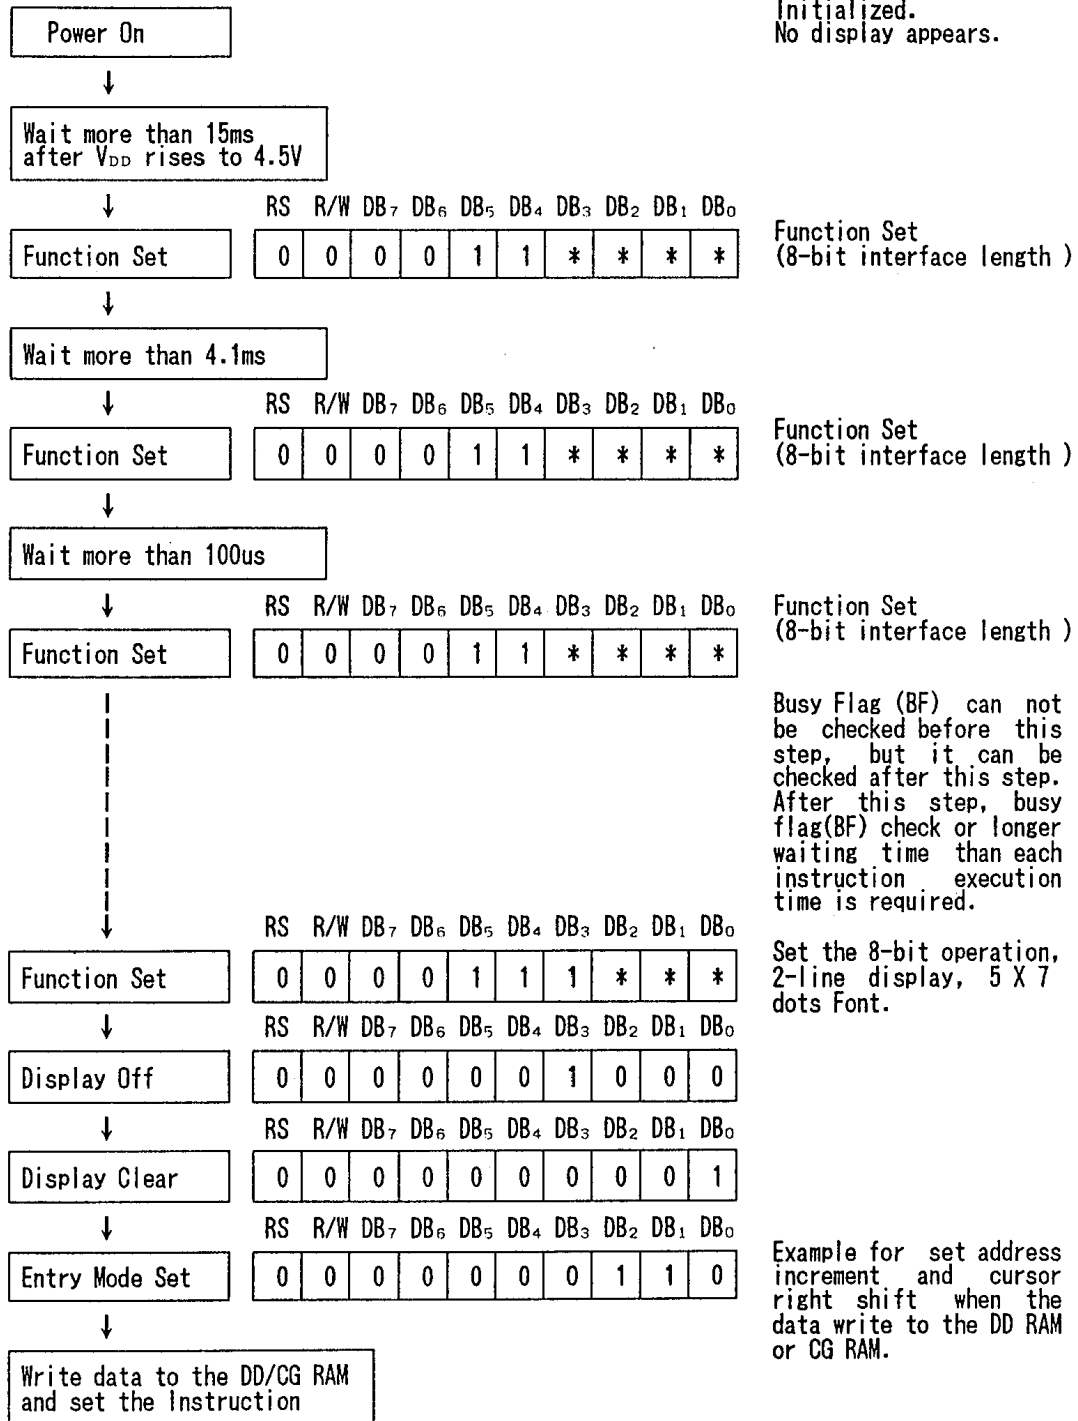 Initialized.
Power On
No display appears.
↓
Wait more than 15ms
after VDD rises to 4.5V
↓
RS R/W DB7 DB6 DB5 DB4 DB3 DB2 DB1 DB0
Function Set
0 0 0 0 1 1 * * * *
Function Set
(8-bit interface length )
↓
Wait more than 4.1ms
↓
RS R/W DB7 DB6 DB5 DB4 DB3 DB2 DB1 DB0
Function Set
0 0 0 0 1 1 * * * *
Function Set
(8-bit interface length )
↓
Wait more than 100us
↓
RS R/W DB7 DB6 DB5 DB4 DB3 DB2 DB1 DB0
Function Set
0 0 0 0 1 1 * * * *
Function Set
(8-bit interface length )
Busy Flag (BF) can not
be checked before this
step, but it can be
checked after this step.
After this step, busy
flag(BF) check or longer
waiting time than each
instruction execution
time is required.
RS R/W DB7 DB6 DB5 DB4 DB3 DB2 DB1 DB0
Function Set
0 0 0 0 1 1 1 * * *
Set the 8-bit operation,
2-line display, 5 X 7
dots Font.
↓
RS R/W DB7 DB6 DB5 DB4 DB3 DB2 DB1 DB0
Display Off
0 0 0 0 0 0 1 0 0 0
↓
RS R/W DB7 DB6 DB5 DB4 DB3 DB2 DB1 DB0
Display Clear
0 0 0 0 0 0 0 0 0 1
↓
RS R/W DB7 DB6 DB5 DB4 DB3 DB2 DB1 DB0
Entry Mode Set
0 0 0 0 0 0 0 1 1 0
Example for set address
increment and cursor
right shift when the
data write to the DD RAM
or CG RAM.
↓
Write data to the DD/CG RAM
and set the Instruction